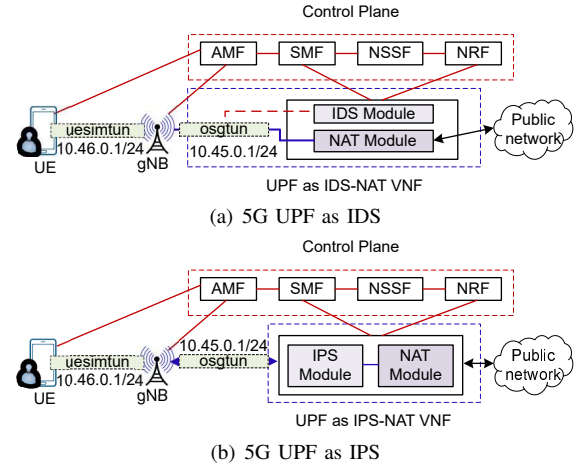 Control Plane
AMF
SMF
NSSF
NRF
IDS Module
uesimtun
osgtun
NAT Module
Public
network
10.46.0.1/24
10.45.0.1/24
UE
gNB
UPF as IDS-NAT VNF
(a) 5G UPF as IDS
Control Plane
AMF
SMF
NSSF
NRF
10.45.0.1/24
uesimtun
osgtun
IPS
Module
NAT
Module
Public
network
10.46.0.1/24
UE
gNB
UPF as IPS-NAT VNF
(b) 5G UPF as IPS